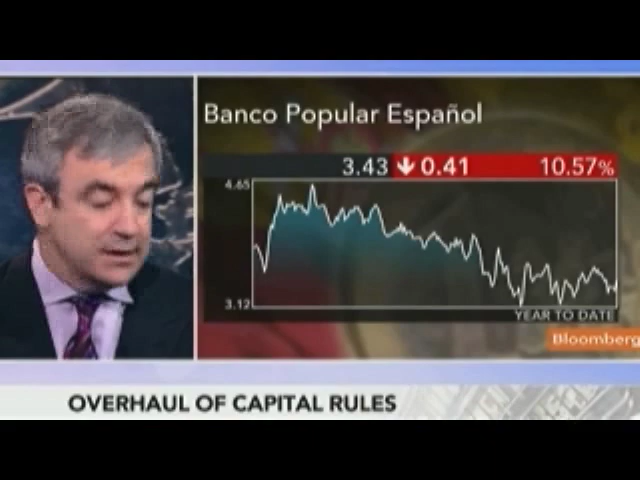 Banco Popular Español
3.43 0.41 10.57%
4.65
3.12
YEAR TO DATE
Bloomberg
OVERHAUL OF CAPITAL RULES